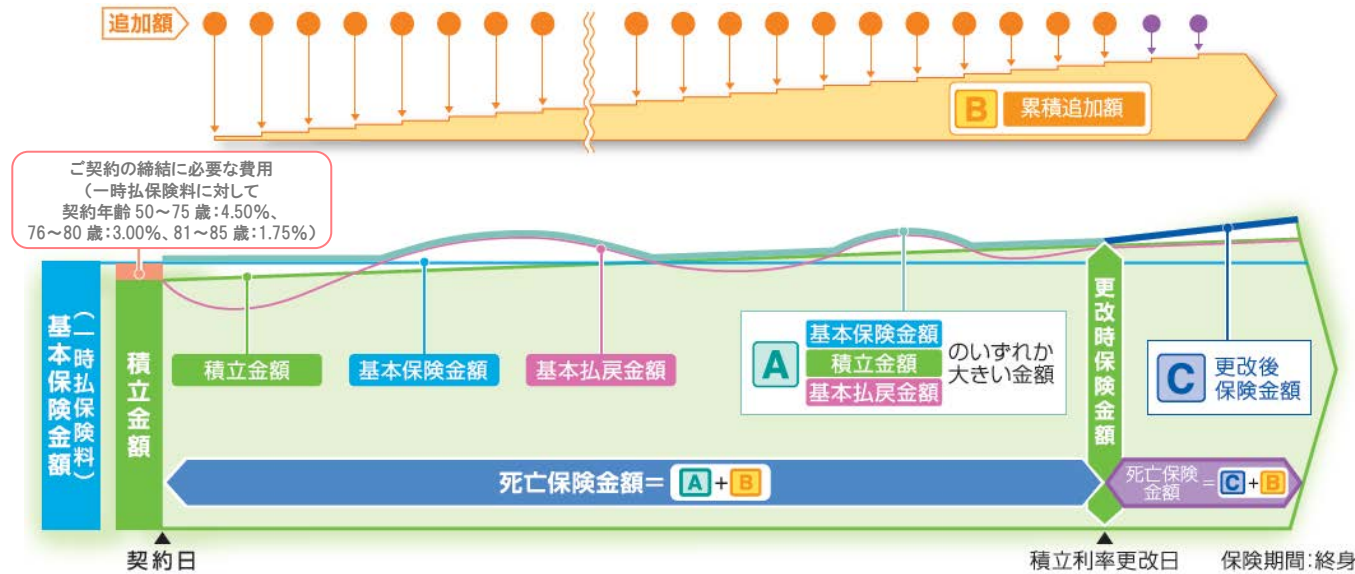 追加額
B 累積追加額
ご契約の締結に必要な費用
（一時払保険料に対して
契約年齢 50～75 歳：4.50％、
76～80 歳：3.00％、81～85 歳：1.75％）
基本保険金額
（一時払保険料）
積立金額
積立金額
基本保険金額
基本払戻金額
A
基本保険金額
積立金額
基本払戻金額
のいずれか
大きい金額
更改時保険金額
C
更改後
保険金額
死亡保険金額＝ A + B
死亡保険
金額
＝ C + B
契約日
積立利率更改日
保険期間：終身